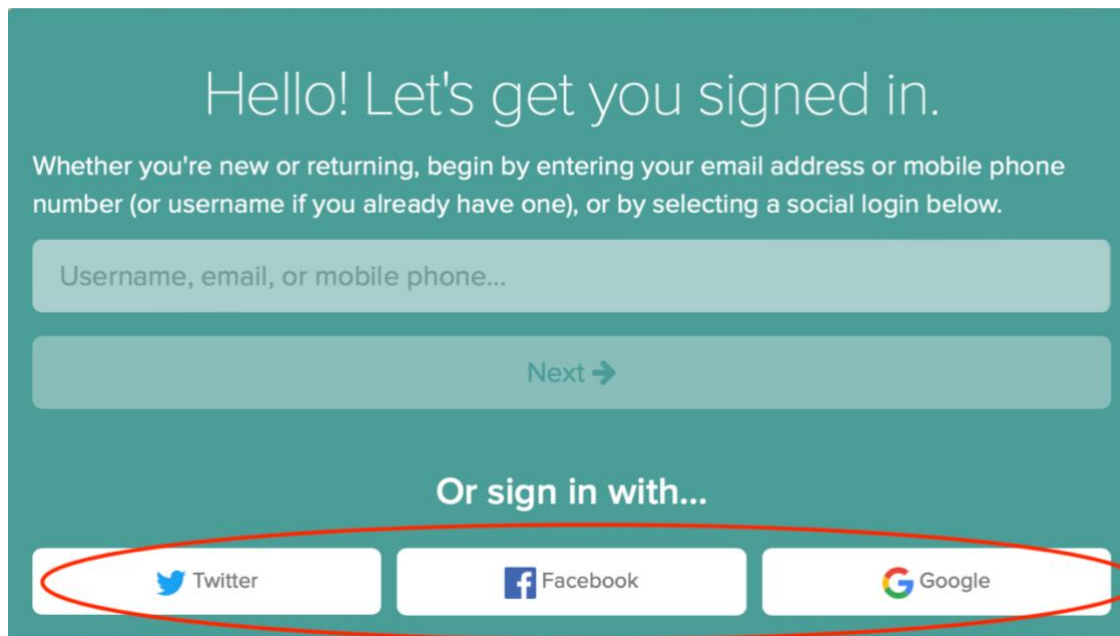 Hello! Let's get you signed in.
Whether you're new or returning, begin by entering your email address or mobile phone
number (or username if you already have one), or by selecting a social login below.
Username, email, or mobile phone...
Next
Or sign in with...
Twitter
Facebook
Google